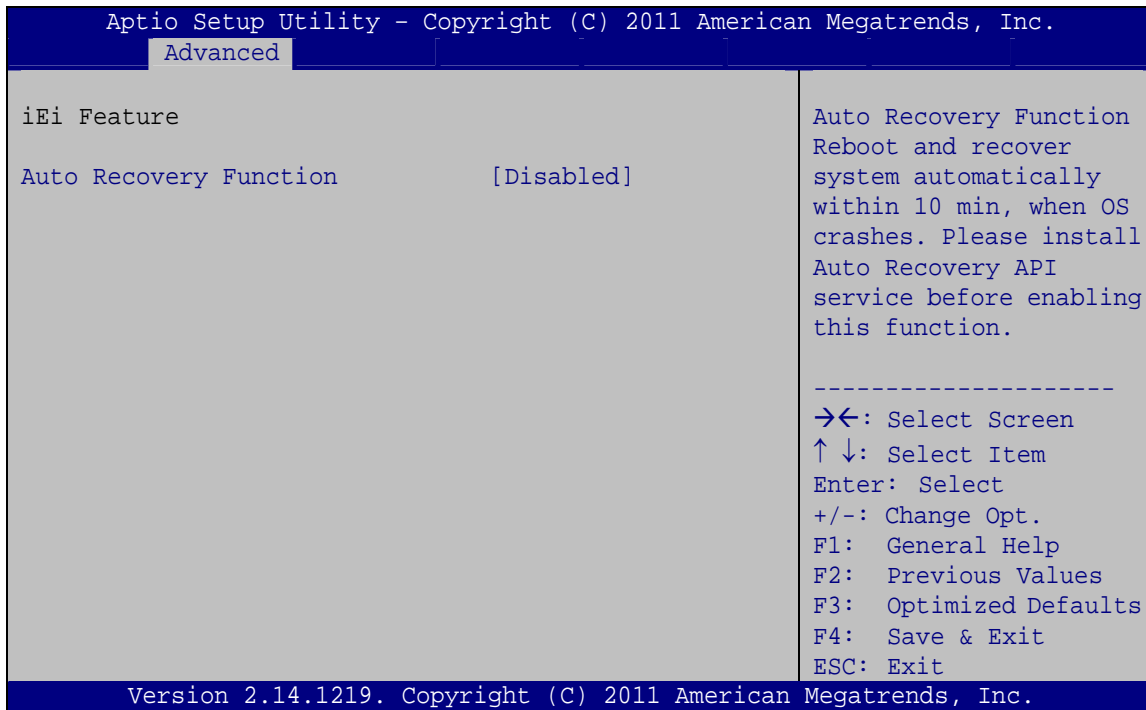 Aptio Setup Utility – Copyright (C) 2011 American Megatrends, Inc.
Advanced
iEi Feature
Auto Recovery Function [Disabled]
Auto Recovery Function
Reboot and recover
system automatically
within 10 min, when OS
crashes. Please install
Auto Recovery API
service before enabling
this function.
---------------------
→←: Select Screen
↑ ↓: Select Item
Enter: Select
+/-: Change Opt.
F1: General Help
F2: Previous Values
F3: Optimized Defaults
F4: Save & Exit
ESC: Exit
Version 2.14.1219. Copyright (C) 2011 American Megatrends, Inc.